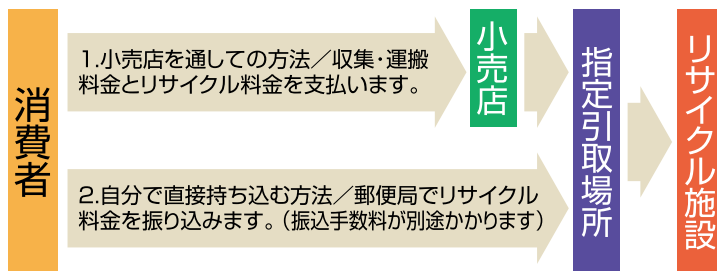 消費者
1.小売店を通しての方法／収集・運搬
料金とリサイクル料金を支払います。
小売店
2.自分で直接持ち込む方法／郵便局でリサイクル
料金を振り込みます。（振込手数料が別途かかります）
指定引取場所
リサイクル施設